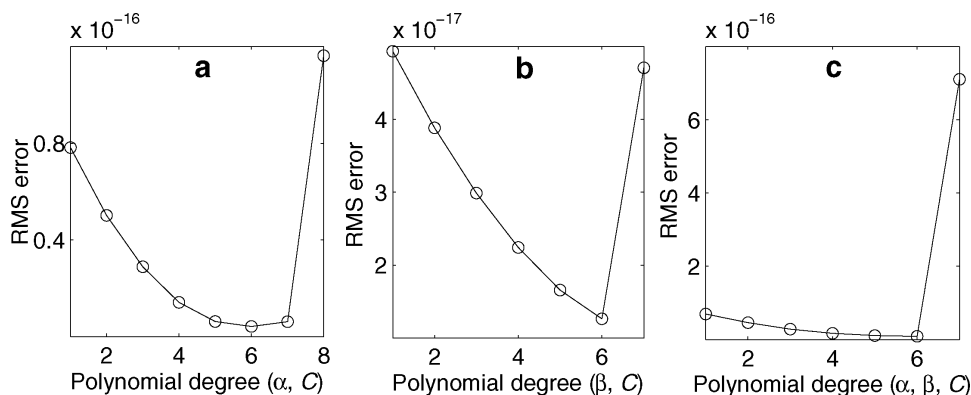 x 10⁻¹⁶
a
RMS error
0.8
0.4
2 4 6 8
Polynomial degree (α, C)
x 10⁻¹⁷
b
RMS error
4
3
2
2 4 6
Polynomial degree (β, C)
x 10⁻¹⁶
c
RMS error
6
4
2
2 4 6
Polynomial degree (α, β, C)